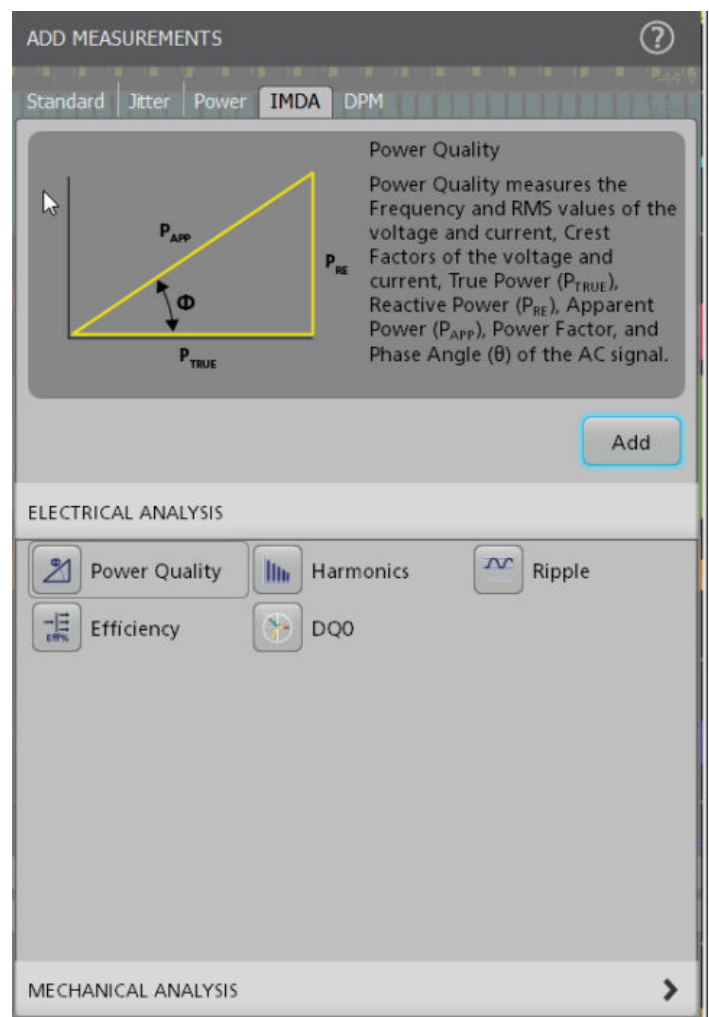 ADD MEASUREMENTS
?
-44 V
Standard Jitter Power IMDA DPM
Power Quality
Power Quality measures the
Frequency and RMS values of the
voltage and current, Crest
Factors of the voltage and
current, True Power (PTRUE),
Reactive Power (PRE), Apparent
Power (PAPP), Power Factor, and
Phase Angle (θ) of the AC signal.
PAPP
PRE
Φ
PTRUE
Add
ELECTRICAL ANALYSIS
Power Quality Harmonics Ripple
Eff% Efficiency DQ0
MECHANICAL ANALYSIS